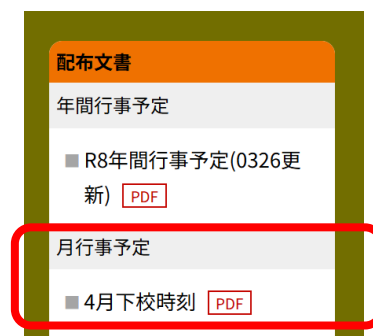 配布文書
年間行事予定
R8年間行事予定(0326更
新) PDF
月行事予定
4月下校時刻 PDF